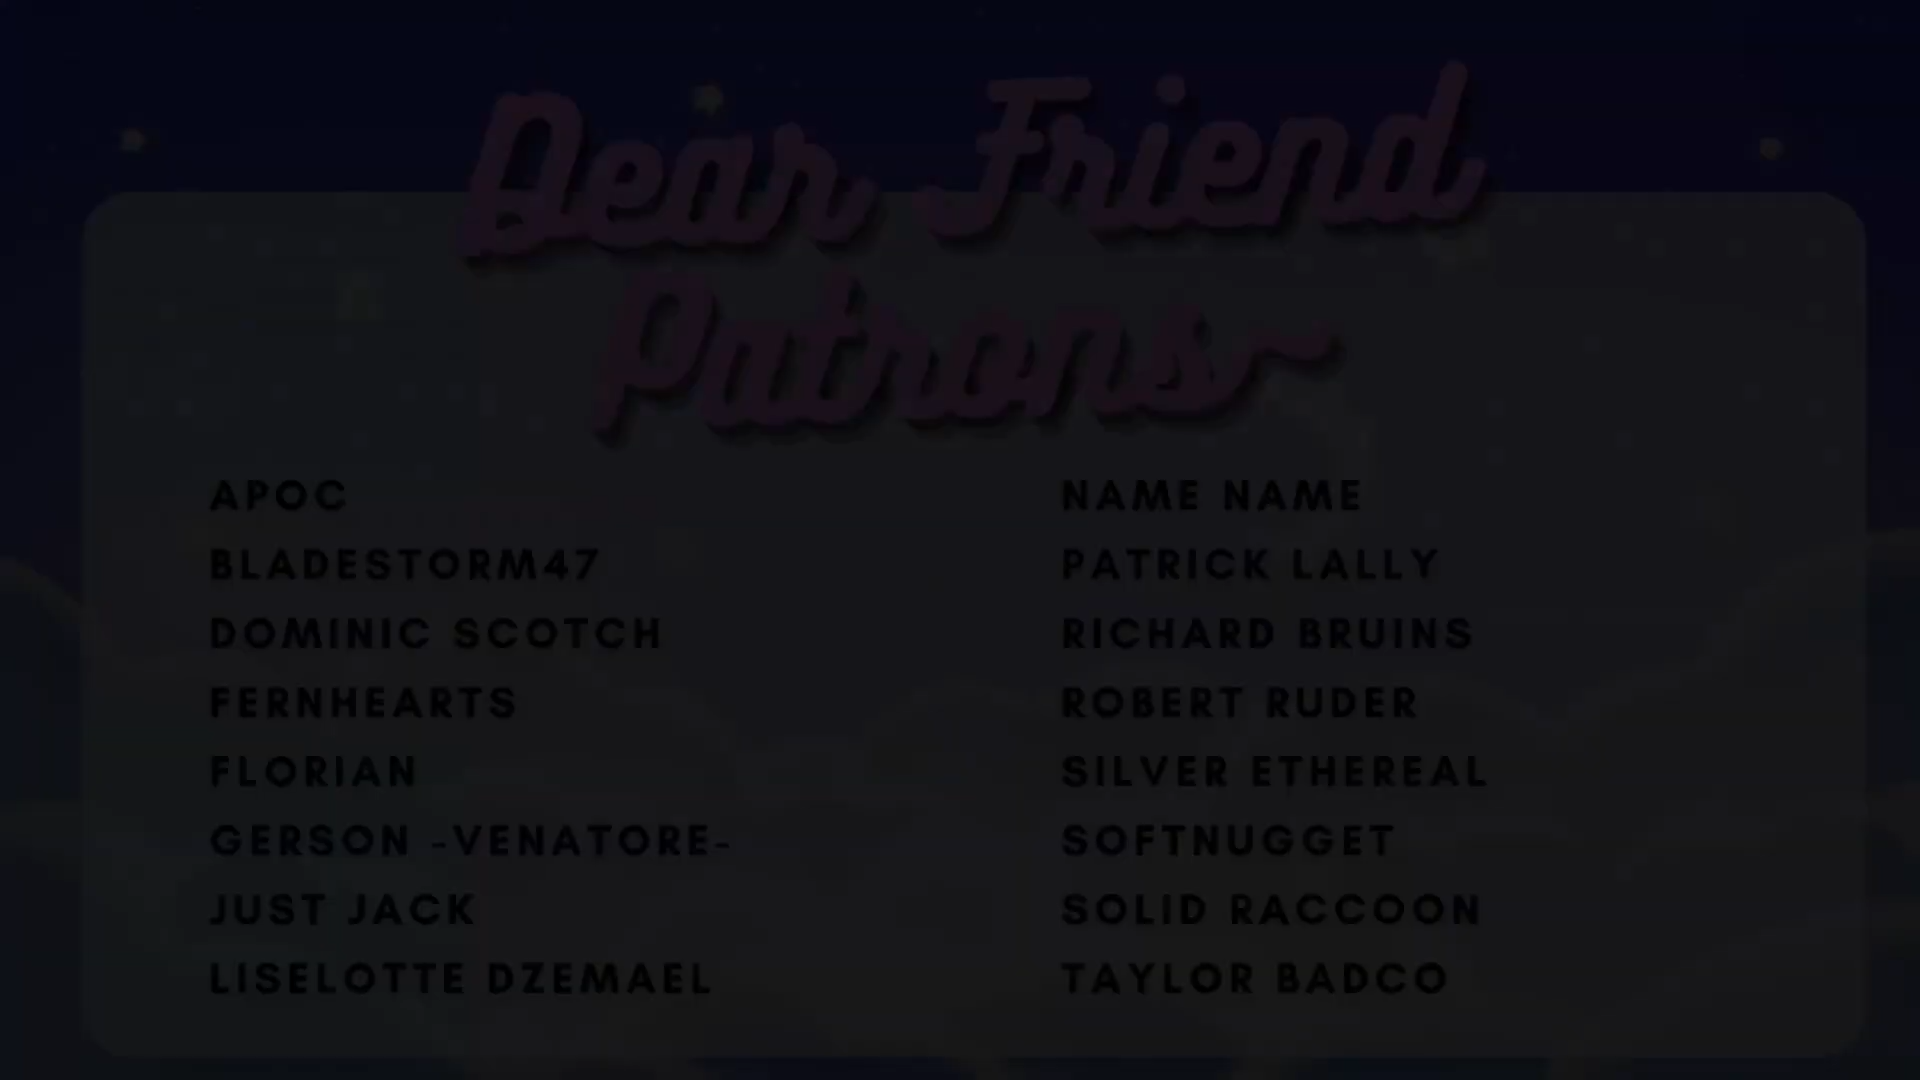 Dear Friend
Patrons~
APOC
BLADESTORM47
DOMINIC SCOTCH
FERNHEARTS
FLORIAN
GERSON -VENATORE-
JUST JACK
LISELOTTE DZEMAEL
NAME NAME
PATRICK LALLY
RICHARD BRUINS
ROBERT RUDER
SILVER ETHEREAL
SOFTNUGGET
SOLID RACCOON
TAYLOR BADCO